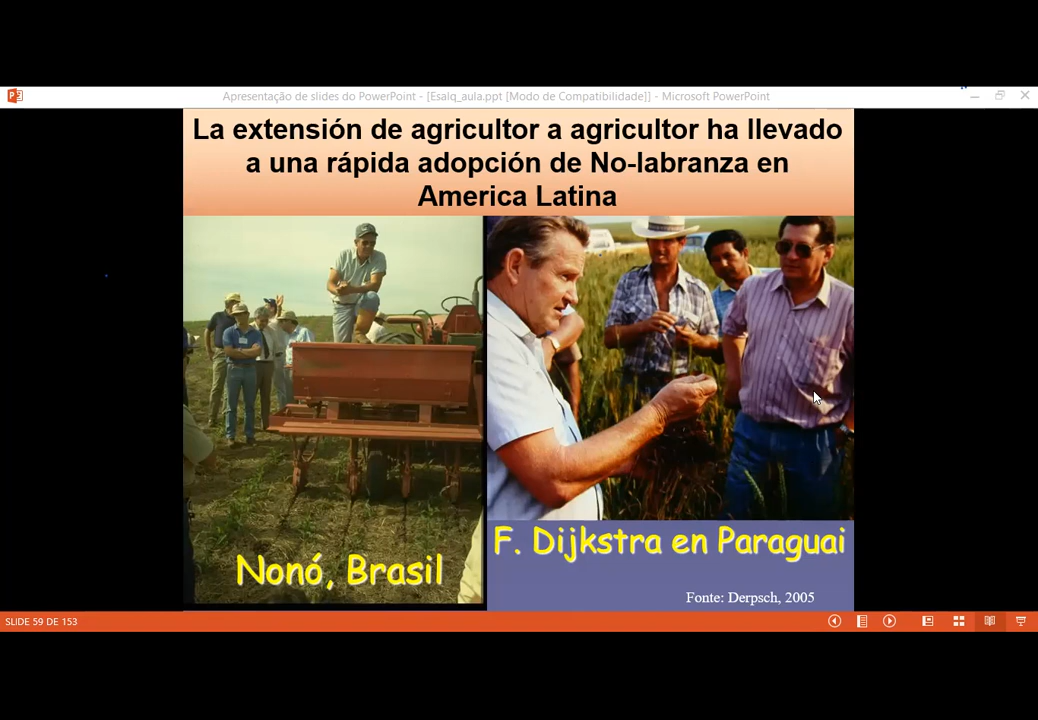 Apresentação de slides do PowerPoint - [Esalq_aula.ppt [Modo de Compatibilidade]] - Microsoft PowerPoint
La extensión de agricultor a agricultor ha llevado
a una rápida adopción de No-labranza en
America Latina
Nonó, Brasil
F. Dijkstra en Paraguai
Fonte: Derpsch, 2005
SLIDE 59 DE 153